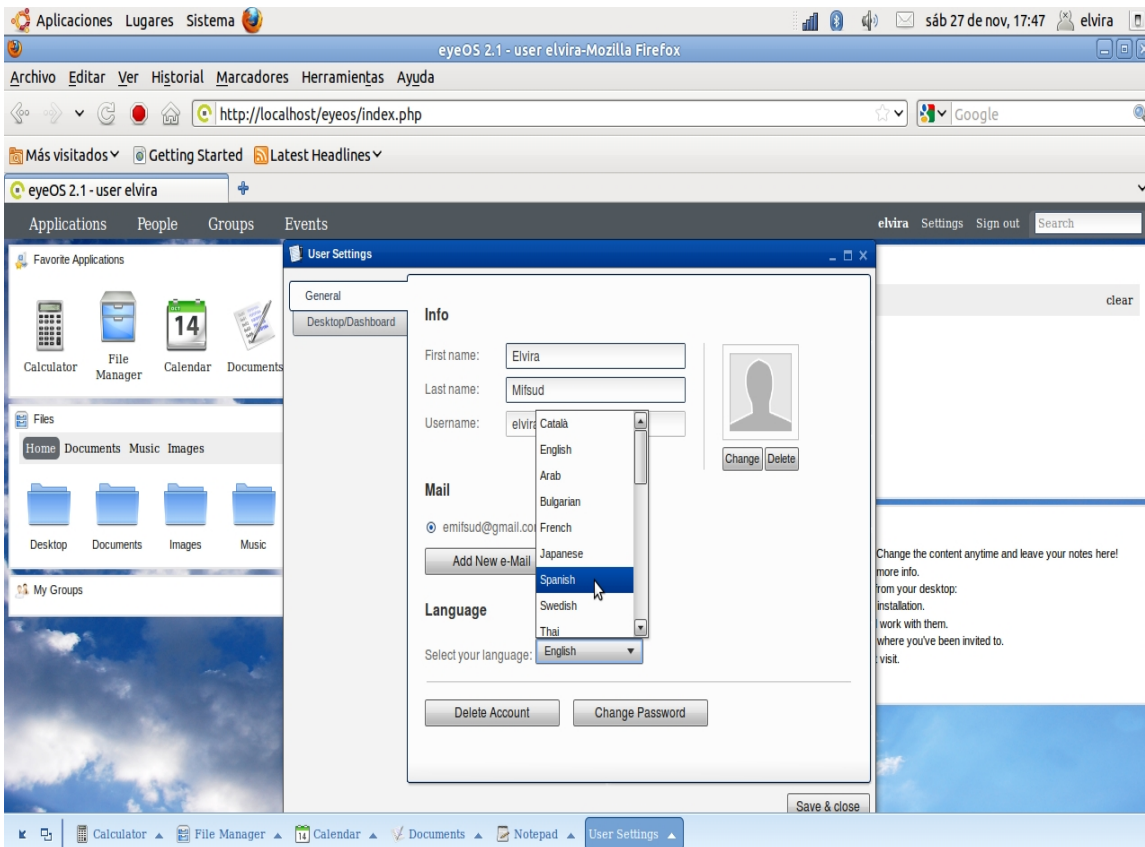 Aplicaciones Lugares Sistema sáb 27 de nov, 17:47 elvira
eyeOS 2.1 - user elvira-Mozilla Firefox
Archivo Editar Ver Historial Marcadores Herramientas Ayuda
http://localhost/eyeos/index.php Google
Más visitados Getting Started Latest Headlines
eyeOS 2.1 - user elvira
Applications People Groups Events elvira Settings Sign out Search
Favorite Applications
14
Calculator File Manager Calendar Documents
Files
Home Documents Music Images
Desktop Documents Images Music
My Groups
User Settings
General
Desktop/Dashboard
Info
First name: Elvira
Last name: Mifsud
Username: elvira
Change Delete
Mail
emifsud@gmail.co
Add New e-Mail
Language
Català
English
Arab
Bulgarian
French
Japanese
Spanish
Swedish
Thai
Select your language: English
Delete Account Change Password
Save & close
clear
Change the content anytime and leave your notes here!
more info.
from your desktop:
installation.
work with them.
where you've been invited to.
visit.
Calculator File Manager 14 Calendar Documents Notepad User Settings